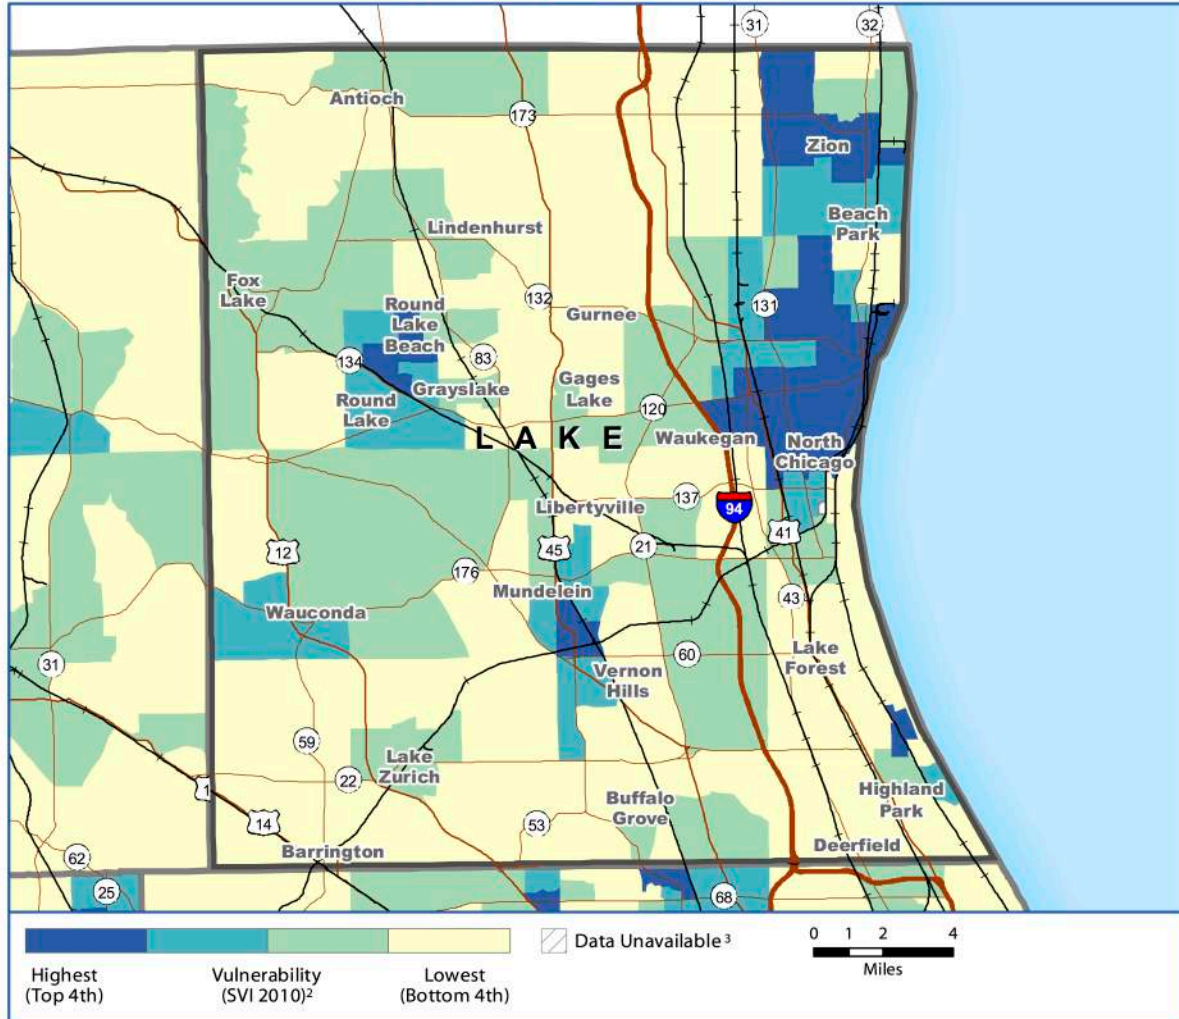 31
32
Antioch
173
Zion
Beach
Park
Lindenhurst
Fox
Lake
132
131
Round
Lake
Beach
Gurnee
134
83
Grayslake
Gages
Lake
Round
Lake
120
LAKE
Waukegan
North
Chicago
137
Libertyville
94
41
12
45
21
176
Mundelein
43
Wauconda
31
60
Lake
Forest
Vernon
Hills
59
Lake
Zurich
22
1
Highland
Park
Buffalo
Grove
14
53
Barrington
Deerfield
62
25
68
Highest
(Top 4th)
Vulnerability
(SVI 2010)2
Lowest
(Bottom 4th)
Data Unavailable 3
0 1 2 4
Miles